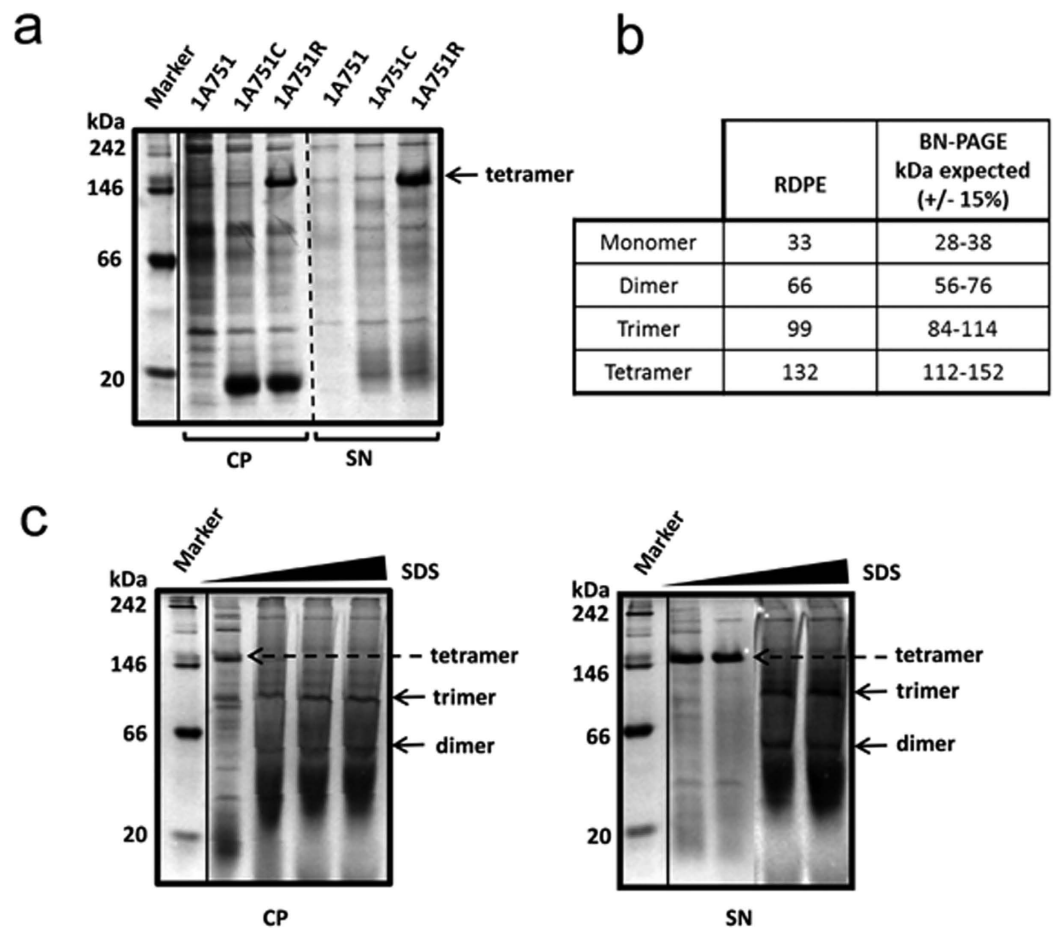 a
Marker
1A751
1A751C
1A751R
1A751
1A751C
1A751R
kDa
242
146
66
20
tetramer
CP
SN
b
RDPE
BN-PAGE
kDa expected
(+/- 15%)
Monomer 33 28-38
Dimer 66 56-76
Trimer 99 84-114
Tetramer 132 112-152
c
Marker
SDS
kDa
242
146
66
20
tetramer
trimer
dimer
CP
Marker
SDS
kDa
242
146
66
20
tetramer
trimer
dimer
SN